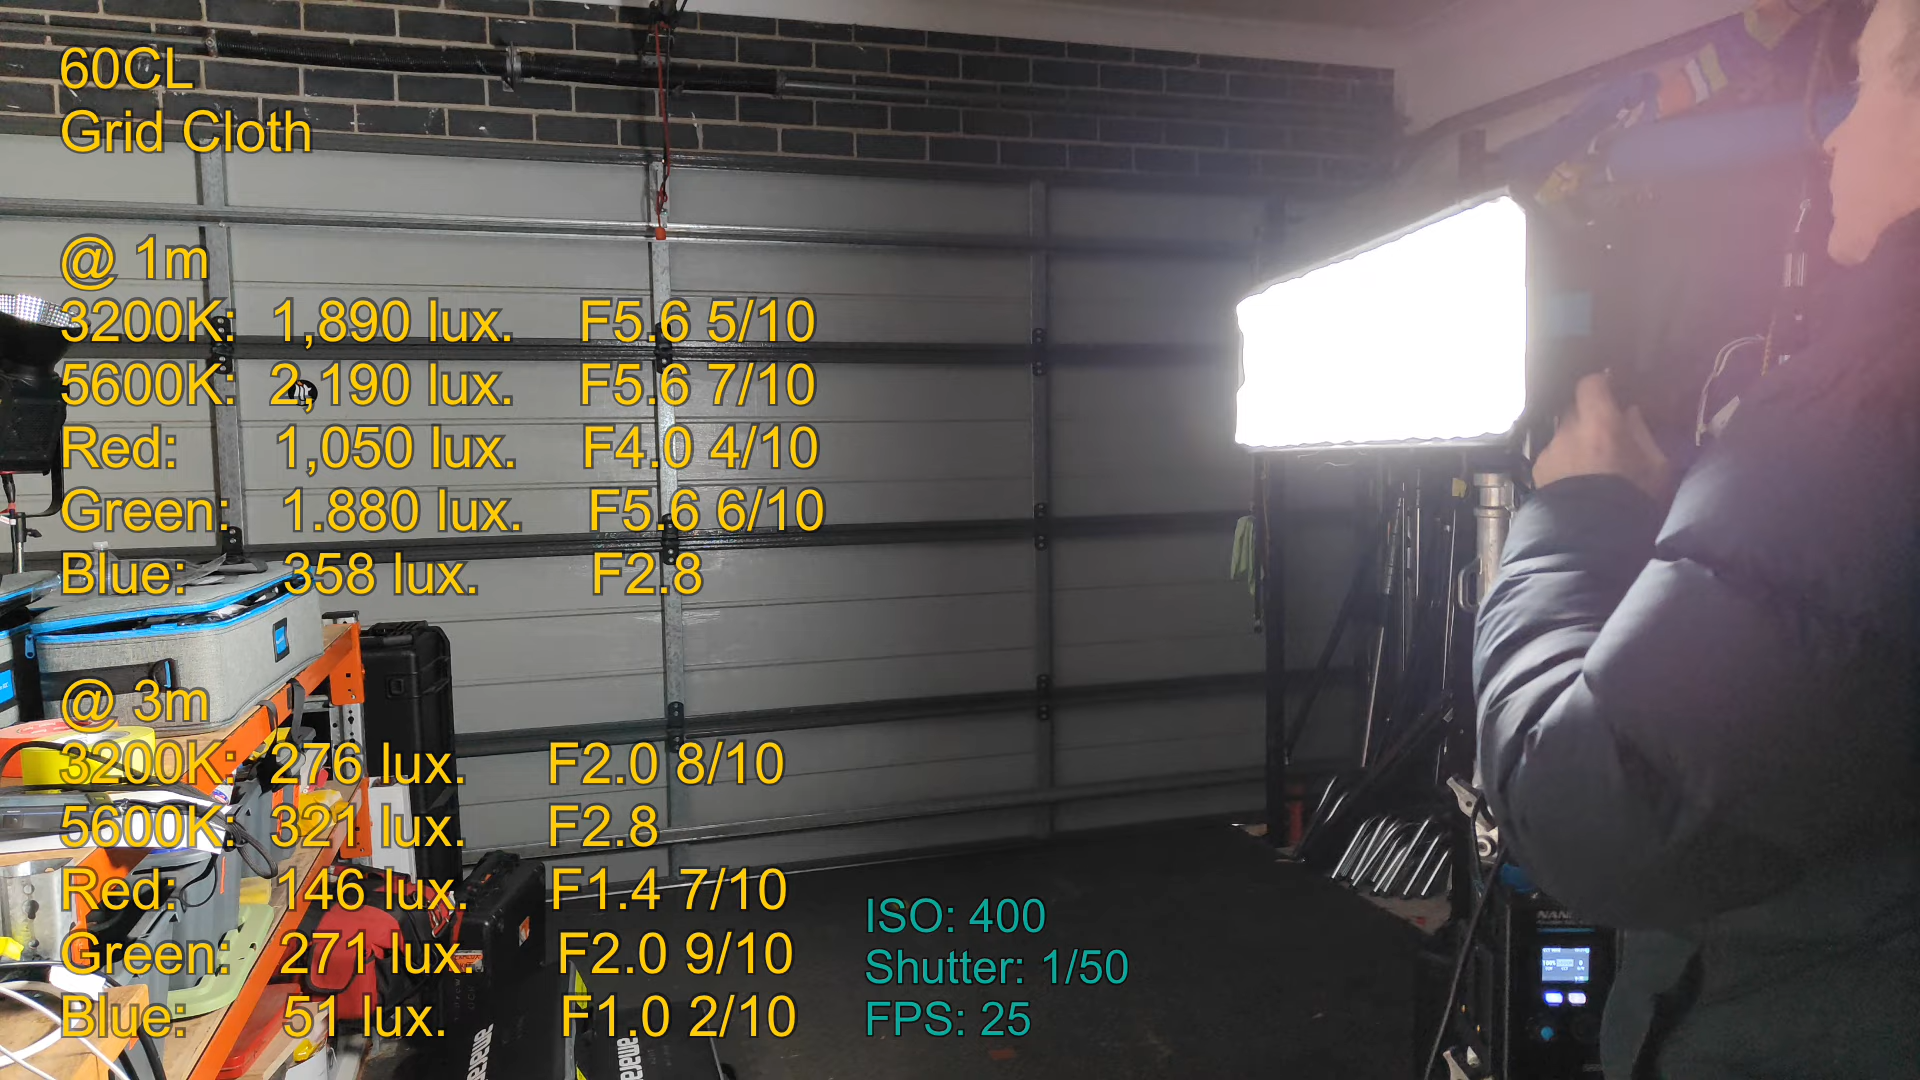 60CL
Grid Cloth
@ 1m
3200K: 1,890 lux. F5.6 5/10
5600K: 2,190 lux. F5.6 7/10
Red: 1,050 lux. F4.0 4/10
Green: 1.880 lux. F5.6 6/10
Blue: 358 lux. F2.8
@ 3m
3200K: 276 lux. F2.0 8/10
5600K: 321 lux. F2.8
Red: 146 lux. F1.4 7/10
Green: 271 lux. F2.0 9/10
Blue: 51 lux. F1.0 2/10
ISO: 400
Shutter: 1/50
FPS: 25